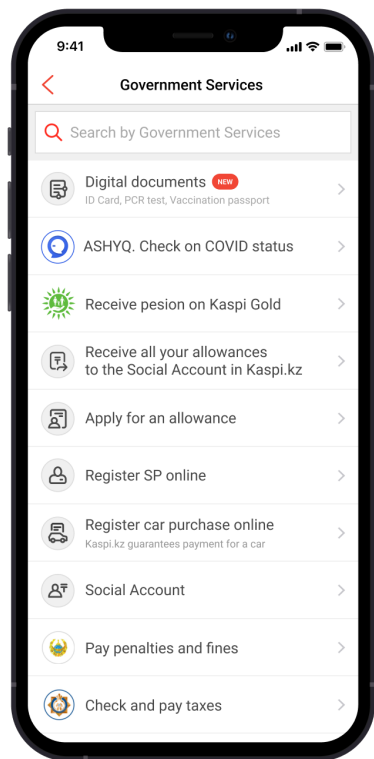 9:41
Government Services
Search by Government Services
Digital documents NEW
ID Card, PCR test, Vaccination passport
ASHYQ. Check on COVID status
Receive pesion on Kaspi Gold
Receive all your allowances
to the Social Account in Kaspi.kz
Apply for an allowance
Register SP online
Register car purchase online
Kaspi.kz guarantees payment for a car
Social Account
Pay penalties and fines
Check and pay taxes